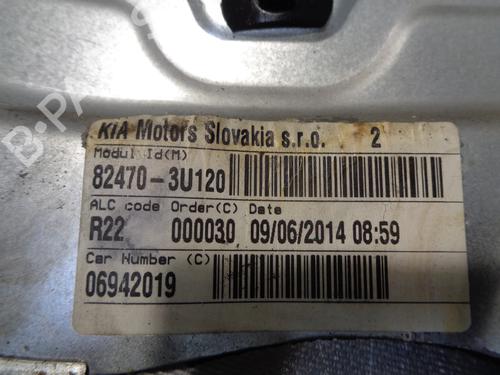 KIA Motors Slovakia s.r.o. 2
Modul Id(M)
82470-3U120
ALC code Order(C) Date
R22 000030 09/06/2014 08:59
Car Number (C)
06942019